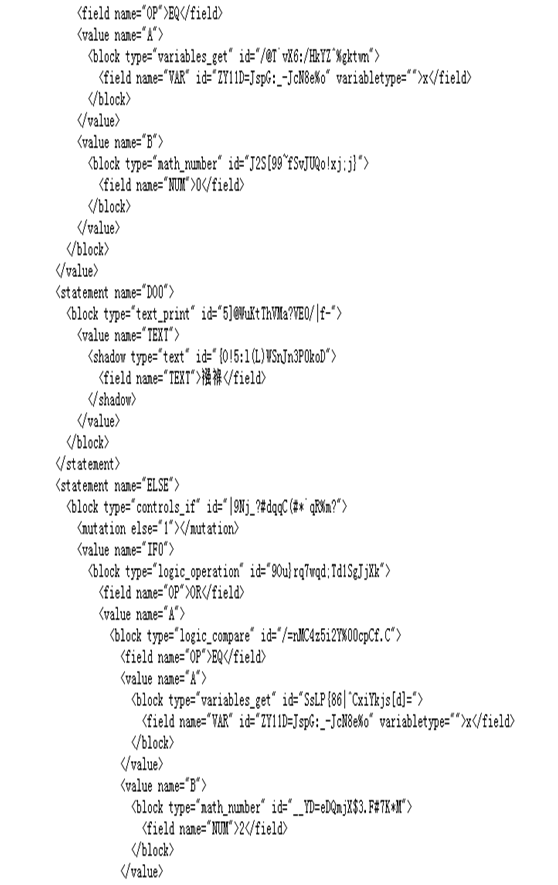 <field name="OP">EQ</field>
<value name="A">
<block type="variables_get" id="/@T`vX6:/HkYZ^%gktwn">
<field name="VAR" id="ZY11D=JspG:_-JcN8e%o" variabletype="">x</field>
</block>
</value>
<value name="B">
<block type="math_number" id="J2S[99~fSvJUQo!xj;j}">
<field name="NUM">0</field>
</block>
</value>
</block>
</value>
<statement name="DO0">
<block type="text_print" id="5]@WuKtThVMa?VE0/|f-">
<value name="TEXT">
<shadow type="text" id="{0!5:l(L)WSnJn3P0koD">
<field name="TEXT">襁褓</field>
</shadow>
</value>
</block>
</statement>
<statement name="ELSE">
<block type="controls_if" id="|9Nj_?#dqqC(#*`qR%m?">
<mutation else="1"></mutation>
<value name="IF0">
<block type="logic_operation" id="9Ou}rq7wqd;Td1SgJjXk">
<field name="OP">OR</field>
<value name="A">
<block type="logic_compare" id="/=nMC4z5i2Y%00cpCf.C">
<field name="OP">EQ</field>
<value name="A">
<block type="variables_get" id="SsLP{86|^CxiYkjs[d]=">
<field name="VAR" id="ZY11D=JspG:_-JcN8e%o" variabletype="">x</field>
</block>
</value>
<value name="B">
<block type="math_number" id="__YD=eDQmjX$3.F#7K*M">
<field name="NUM">2</field>
</block>
</value>